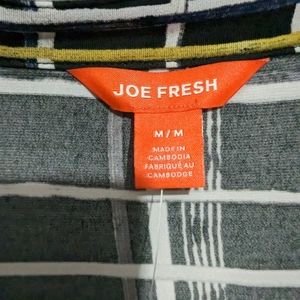 JOE FRESH
M/M
MADE IN
CAMBODIA
FABRIQUÉ AU
CAMBODGE